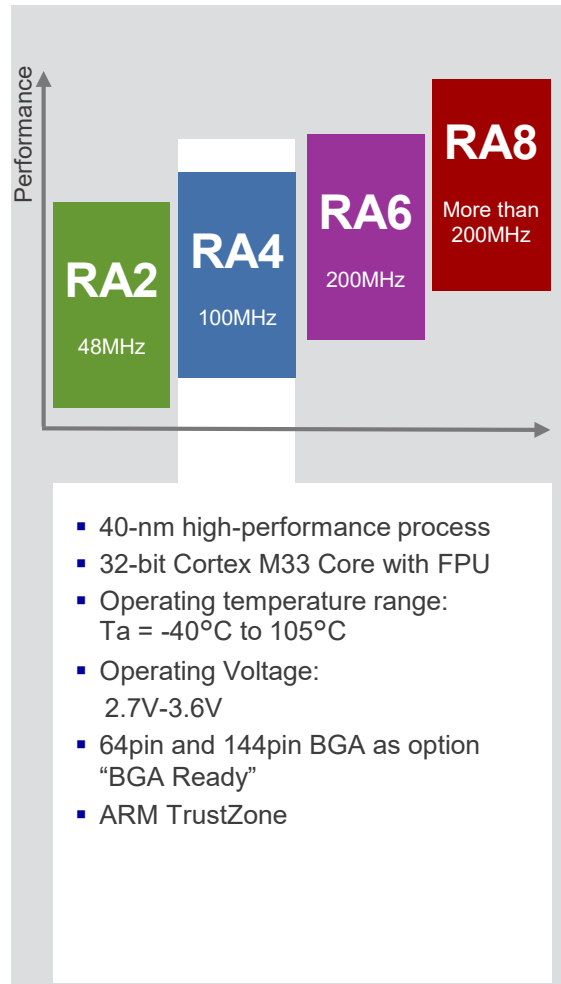 Performance
RA2
48MHz
RA4
100MHz
RA6
200MHz
RA8
More than
200MHz
▪ 40-nm high-performance process
▪ 32-bit Cortex M33 Core with FPU
▪ Operating temperature range:
Ta = -40°C to 105°C
▪ Operating Voltage:
2.7V-3.6V
▪ 64pin and 144pin BGA as option
“BGA Ready”
▪ ARM TrustZone